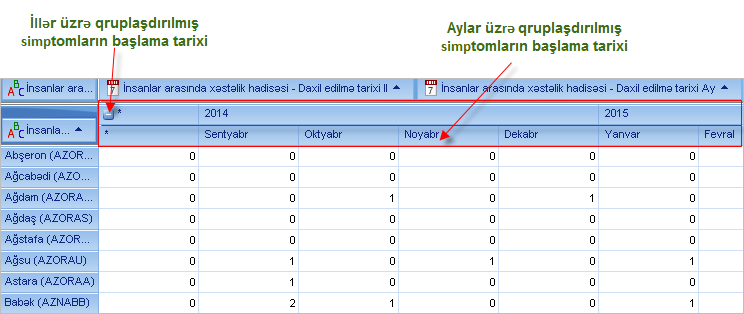 İllər üzrə qruplaşdırılmış
simptomların başlama tarixi
Aylar üzrə qruplaşdırılmış
simptomların başlama tarixi
İnsanlar ara...
İnsanlar arasında xəstəlik hadisəsi - Daxil edilmə tarixi İl
İnsanlar arasında xəstəlik hadisəsi - Daxil edilmə tarixi Ay
İnsanla... * 2014 2015
* Sentyabr Oktyabr Noyabr Dekabr Yanvar Fevral
Abşeron (AZOR... 0 0 0 0 0 0
Ağcabədi (AZO... 0 0 0 0 0 0
Ağdam (AZORA... 0 0 1 0 1 0
Ağdaş (AZORAS) 0 0 0 0 0 0
Ağstafa (AZOR... 0 0 0 0 0 0
Ağsu (AZORAU) 0 1 0 1 0 1
Astara (AZORAA) 0 1 0 0 0 0
Babək (AZNABB) 0 2 1 0 0 1